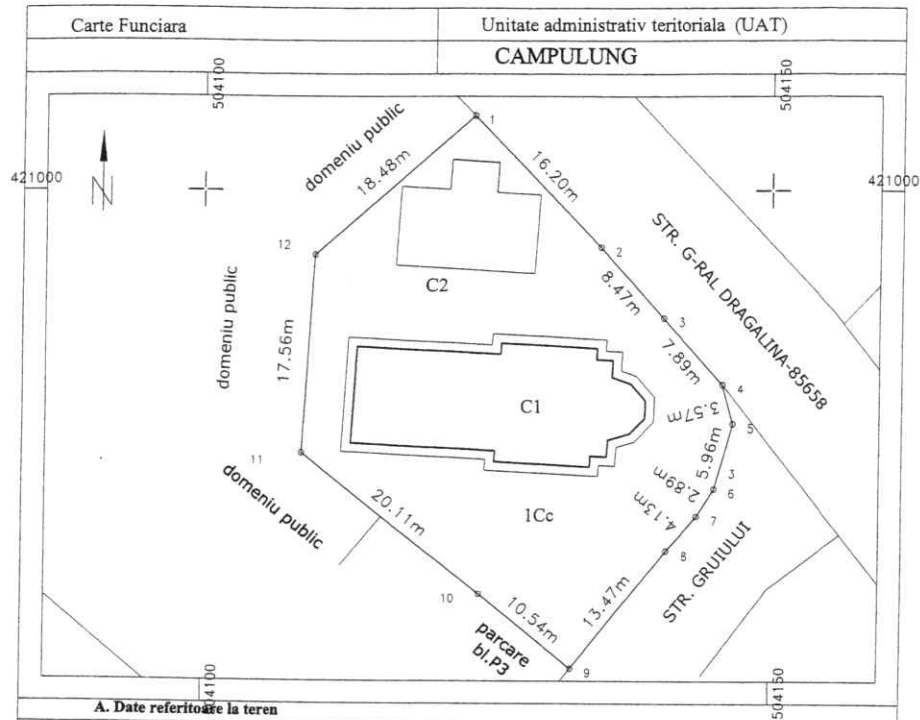 Carte Funciara
Unitate administrativ teritoriala (UAT)
CAMPULUNG
504100
504150
domeniu public
1
18.48m
16.20m
421000
421000
N
12
2
STR. G-RAL DRAGALINA-85658
C2
8.47m
3
domeniu public
17.56m
7.89m
4
C1
3.57m
5
5.96m
11
3
2.89m
6
domeniu public
4.13m
7
20.11m
1Cc
8
STR. GRUIULUI
13.47m
10
10.54m
parcare
bl.P3
9
504100
504150
A. Date referitoare la teren